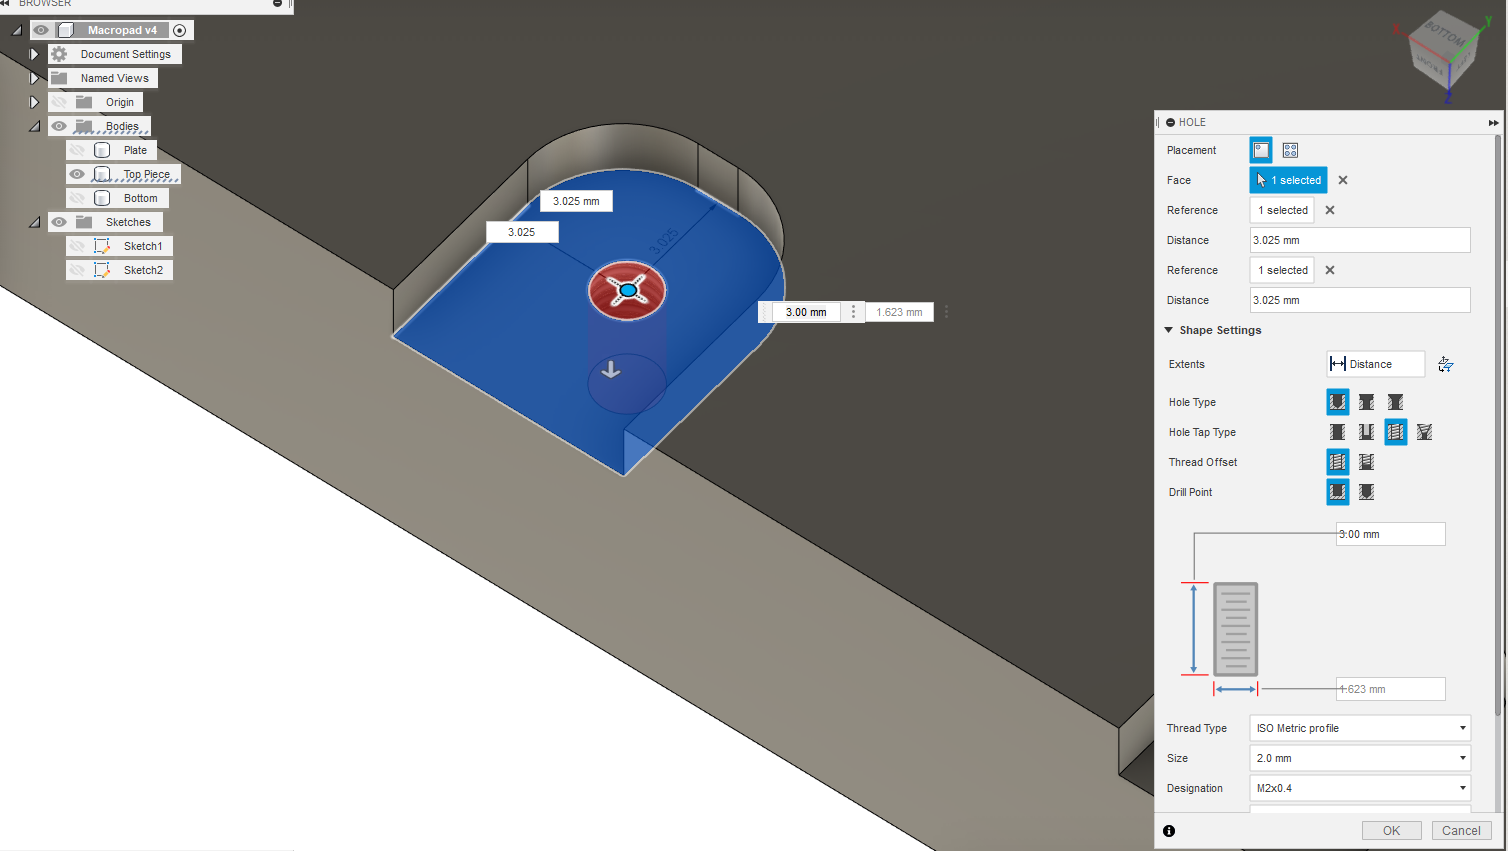 BROWSER
Macropad v4
Document Settings
Named Views
Origin
Bodies
Plate
Top Piece
Bottom
Sketches
Sketch1
Sketch2
3.025 mm
3.025
3.025
3.00 mm
1.623 mm
BOTTOM
X
Y
Z
HOLE
Placement
Face
1 selected
Reference
1 selected
Distance
3.025 mm
Reference
1 selected
Distance
3.025 mm
Shape Settings
Extents
Distance
Hole Type
Hole Tap Type
Thread Offset
Drill Point
3.00 mm
1.623 mm
Thread Type
ISO Metric profile
Size
2.0 mm
Designation
M2x0.4
OK
Cancel